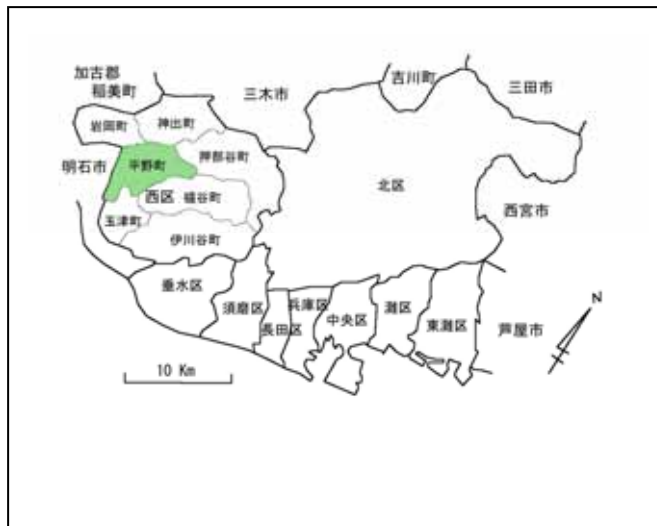 加古郡
稲美町
三木市
吉川町
三田市
岩岡町
神出町
明石市
平野町
押部谷町
北区
西区
櫨谷町
西宮市
玉津町
伊川谷町
垂水区
須磨区
長田区
兵庫区
中央区
灘区
東灘区
芦屋市
N
10 Km